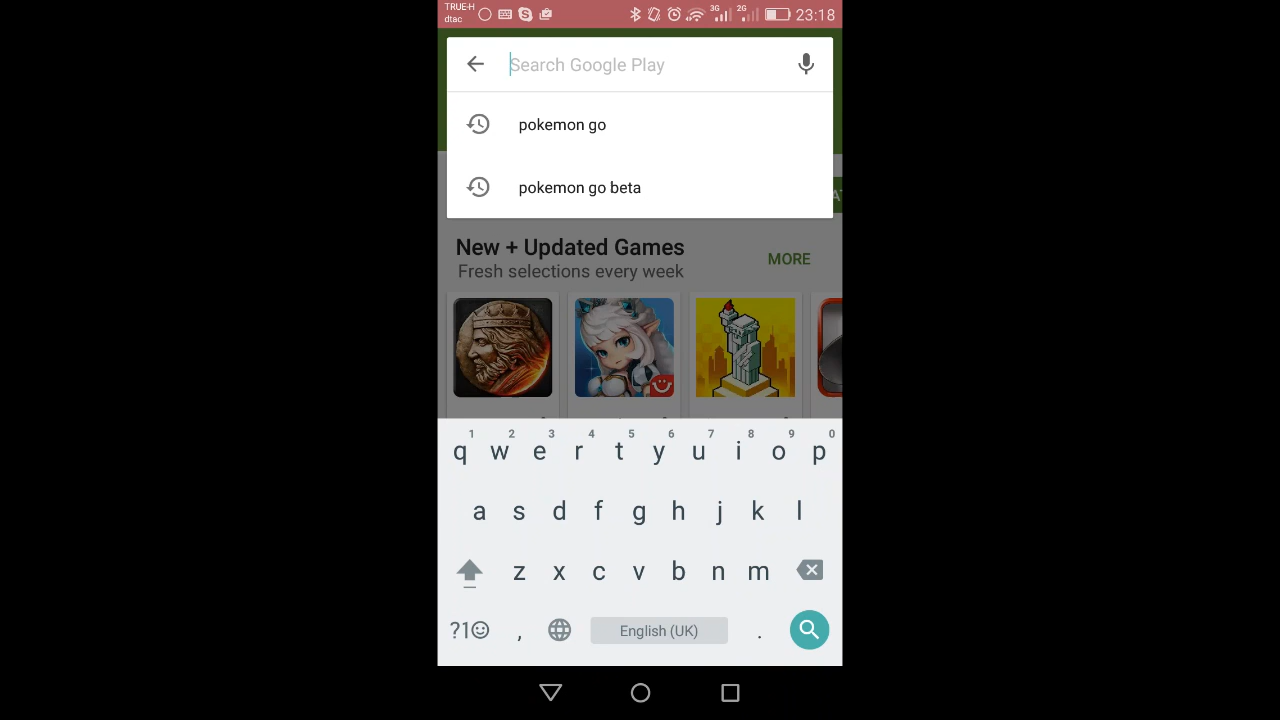 TRUE-H
dtac
3G
2G
23:18
Search Google Play
pokemon go
pokemon go beta
New + Updated Games
MORE
Fresh selections every week
1 2 3 4 5 6 7 8 9 0
q w e r t y u i o p
a s d f g h j k l
z x c v b n m
?1 , English (UK) .